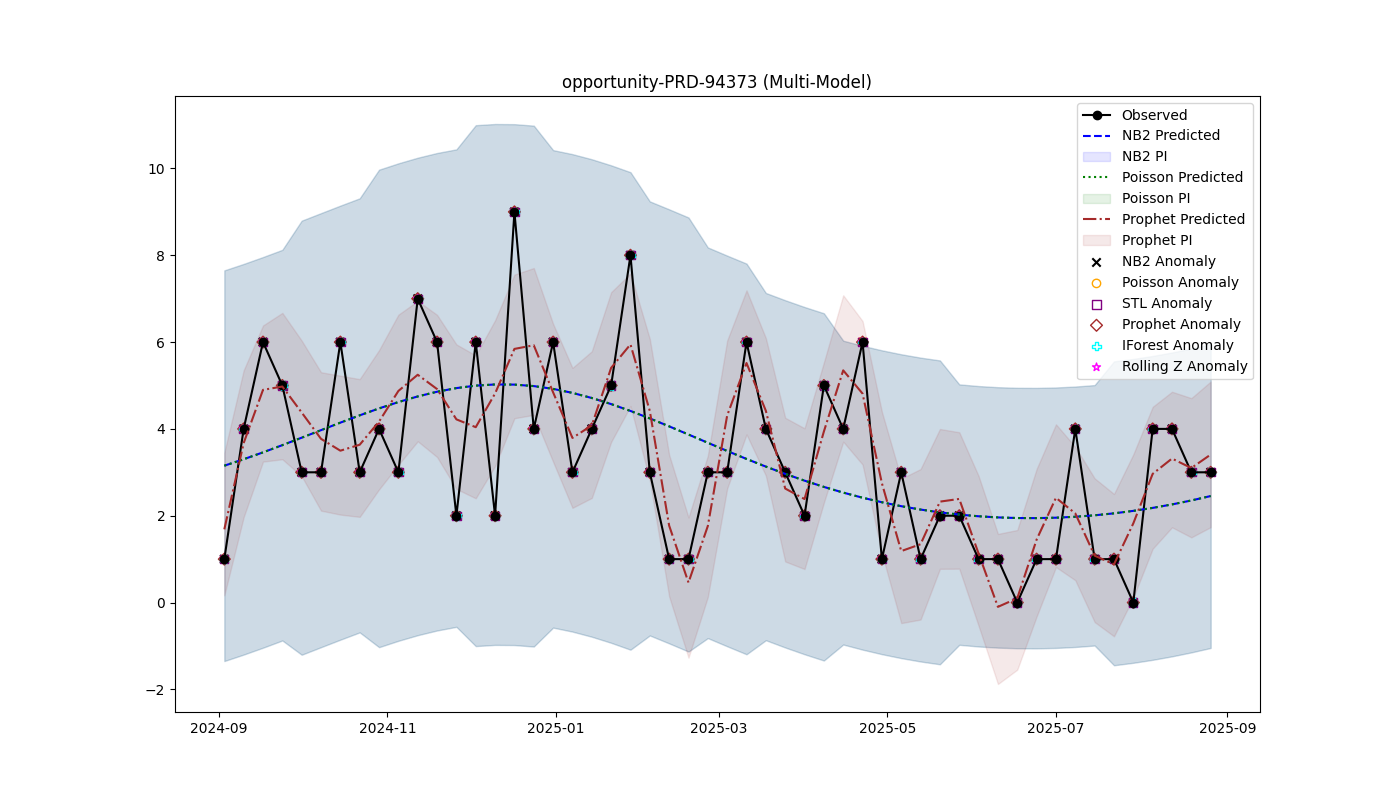 opportunity-PRD-94373 (Multi-Model)
Observed
NB2 Predicted
NB2 PI
Poisson Predicted
Poisson PI
Prophet Predicted
Prophet PI
NB2 Anomaly
Poisson Anomaly
STL Anomaly
Prophet Anomaly
IForest Anomaly
Rolling Z Anomaly
10
8
6
4
2
0
−2
2024-09
2024-11
2025-01
2025-03
2025-05
2025-07
2025-09